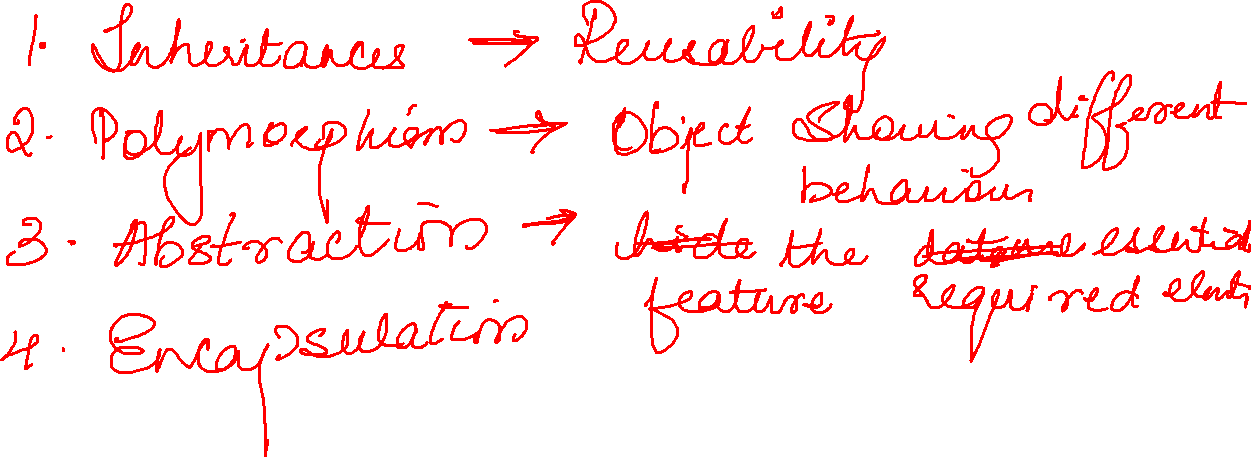 1. Inheritances → Reusability
2. Polymorphism → Object Showing different
behaviour
3. Abstraction → hide the essential
feature required
4. Encapsulation